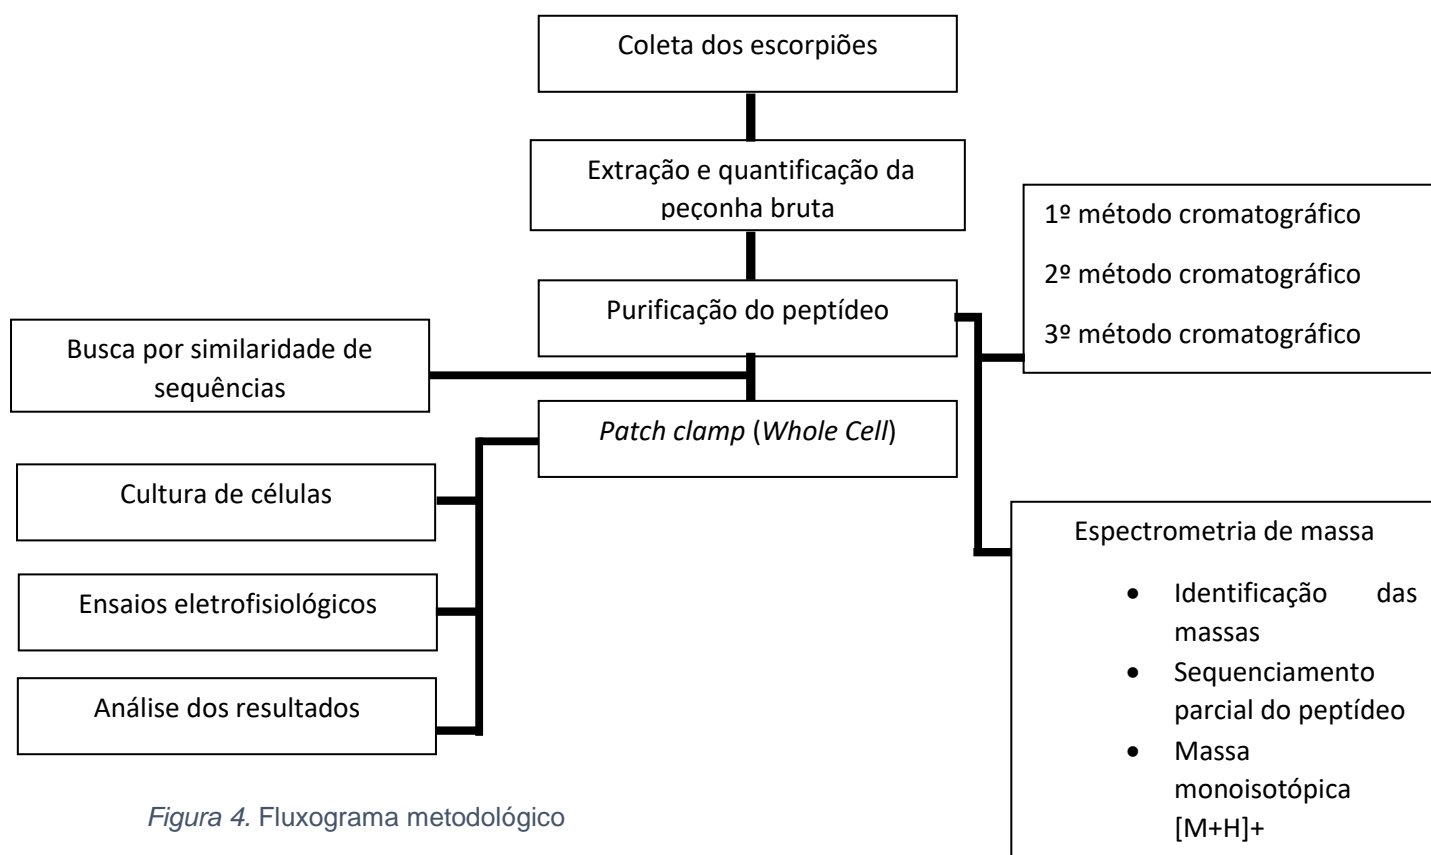 Coleta dos escorpiões
Extração e quantificação da
peçonha bruta
1º método cromatográfico
2º método cromatográfico
3º método cromatográfico
Purificação do peptídeo
Busca por similaridade de
sequências
Patch clamp (Whole Cell)
Cultura de células
Ensaios eletrofisiológicos
Análise dos resultados
Espectrometria de massa
• Identificação das
massas
• Sequenciamento
parcial do peptídeo
• Massa
monoisotópica
[M+H]+
Figura 4. Fluxograma metodológico